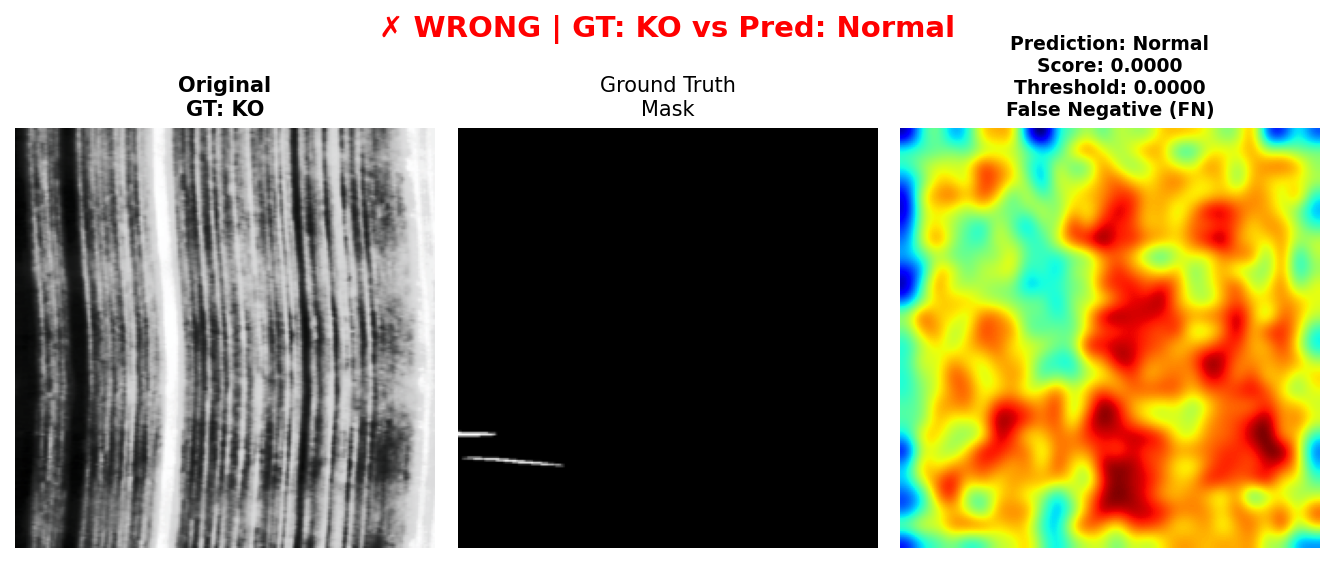 ✗ WRONG | GT: KO vs Pred: Normal
Original
GT: KO
Ground Truth
Mask
Prediction: Normal
Score: 0.0000
Threshold: 0.0000
False Negative (FN)